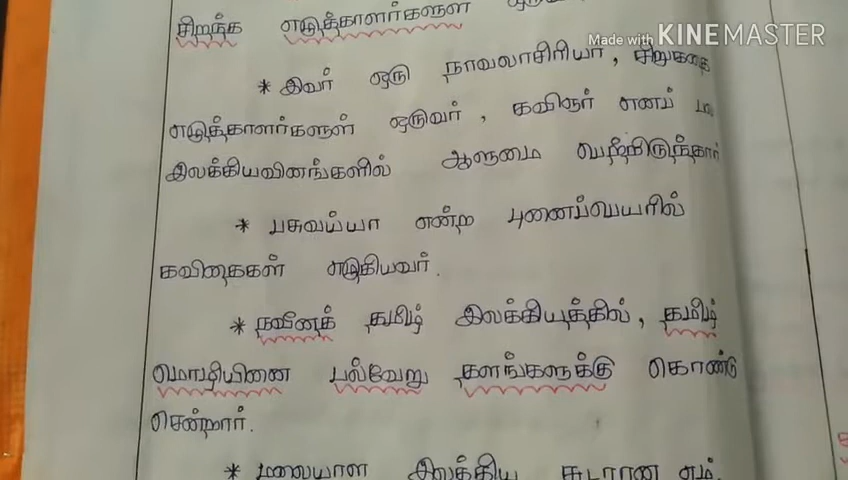 சிறந்த எழுத்தாளர்களுள்
Made with KINEMASTER
* இவர் ஒரு நாவலாசிரியர், சிறுகதை
எழுத்காளர்களுள் ஒருவர், கவிஞர் எனப் பல
இலக்கியவினங்களில் ஆளுமை பெற்றிருந்தார்
* பசுவய்யா என்ற புனைப்பெயரில்
கவிதைகள் எழுகியவர்.
* நவீனத் தமிழ் இலக்கியத்தில், தமிழ்
மொழியினை பல்வேறு தளங்களுக்கு கொண்டு
சென்றார்.
* மலையாள இலக்கிய சுடரான எம்.